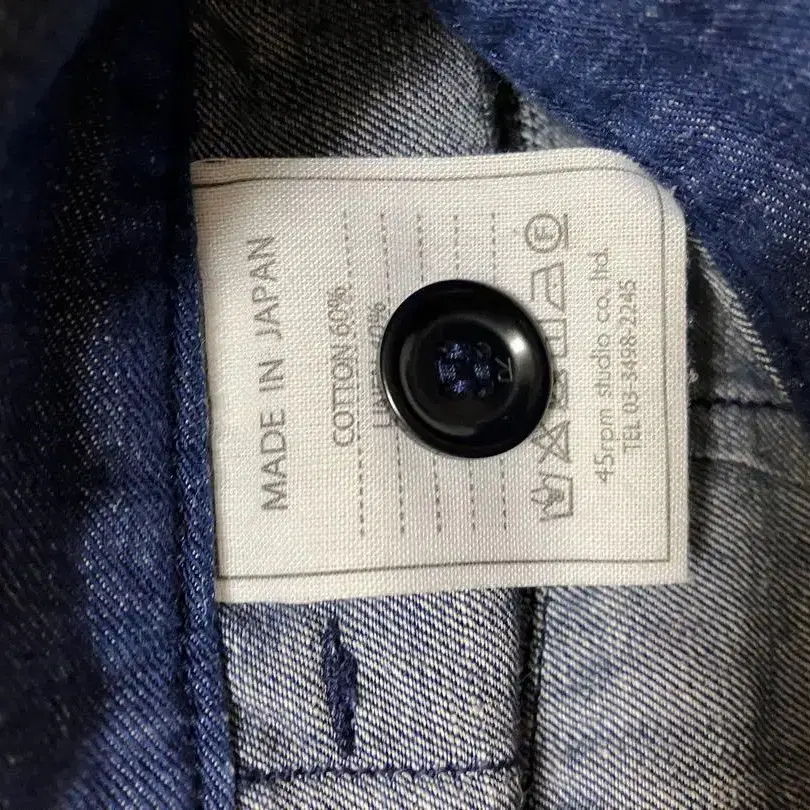 MADE IN JAPAN
COTTON 60%
F
45rpm studio co., ltd.
TEL 03-3498-2245